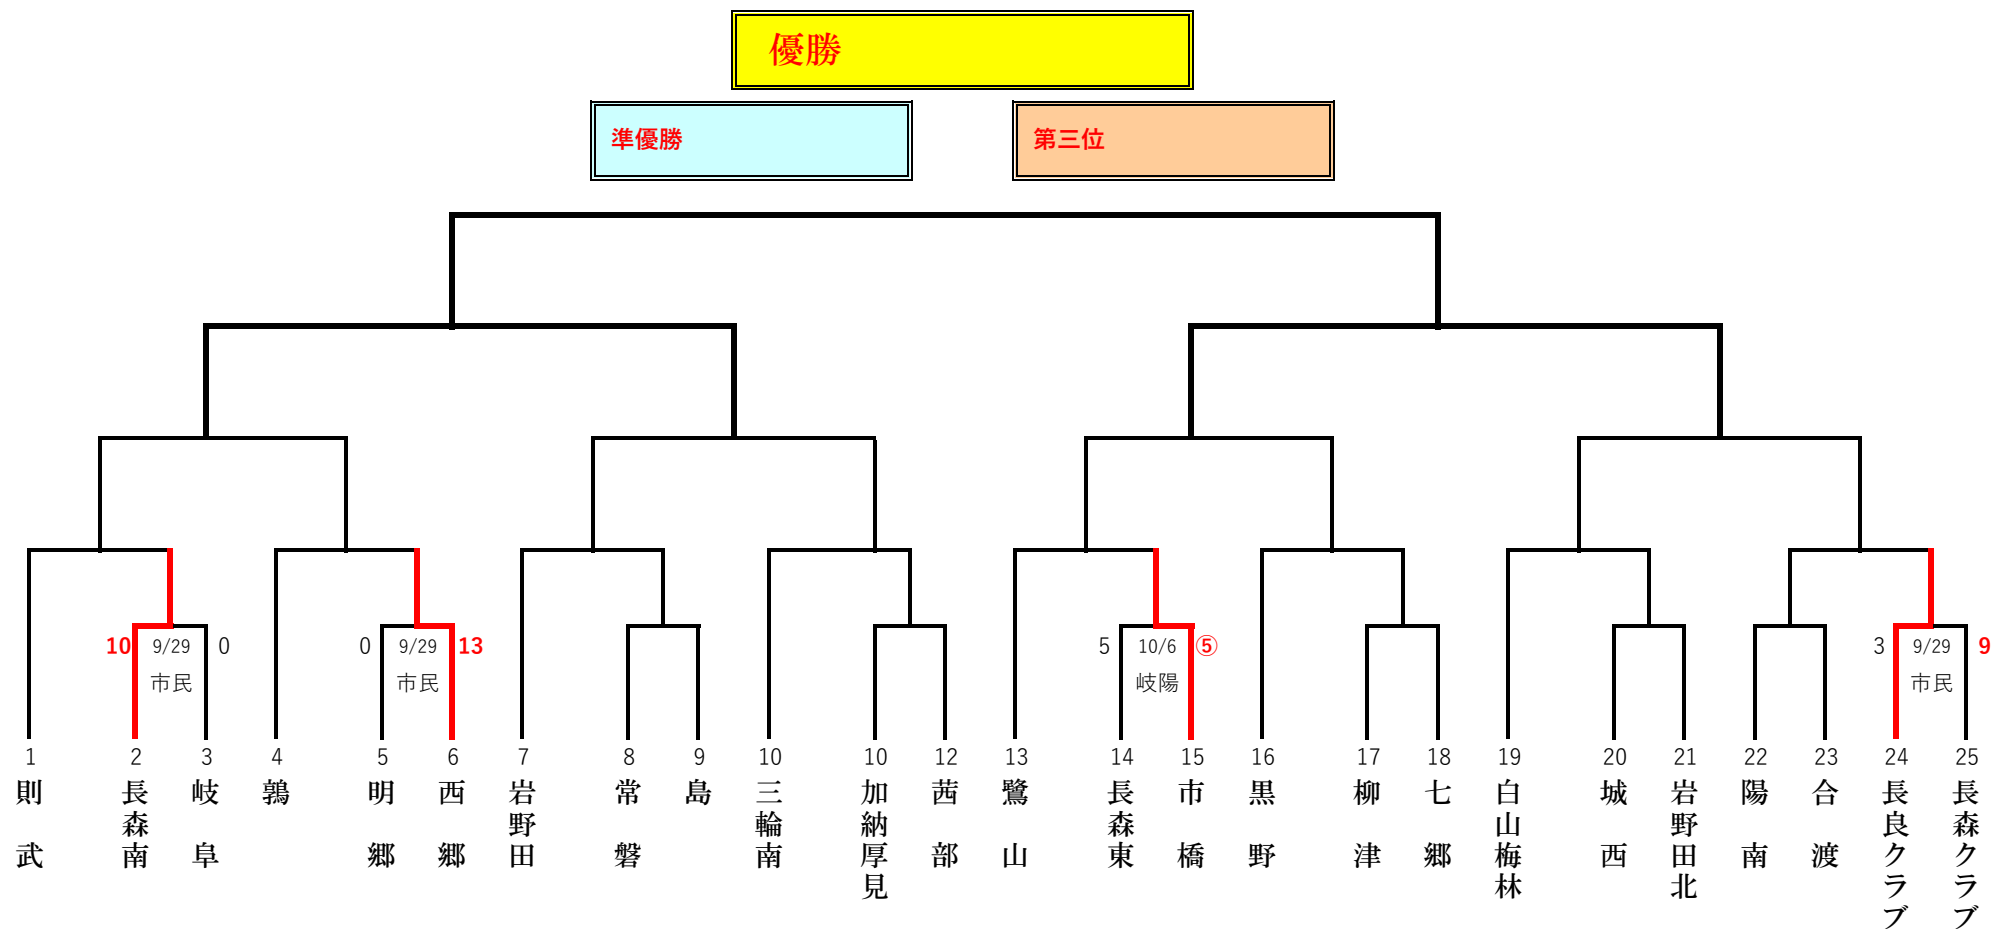 優勝
準優勝
第三位
10 9/29 0
市民
0 9/29 13
市民
5 10/6 ⑤
岐陽
3 9/29 9
市民
1 2 3 4 5 6 7 8 9 10 10 12 13 14 15 16 17 18 19 20 21 22 23 24 25
則武
長森南
岐阜
鶉
明郷
西郷
岩野田
常磐
島
三輪南
加納厚見
茜部
鷺山
長森東
市橋
黒野
柳津
七郷
白山梅林
城西
岩野田北
陽南
合渡
長良クラブ
長森クラブ